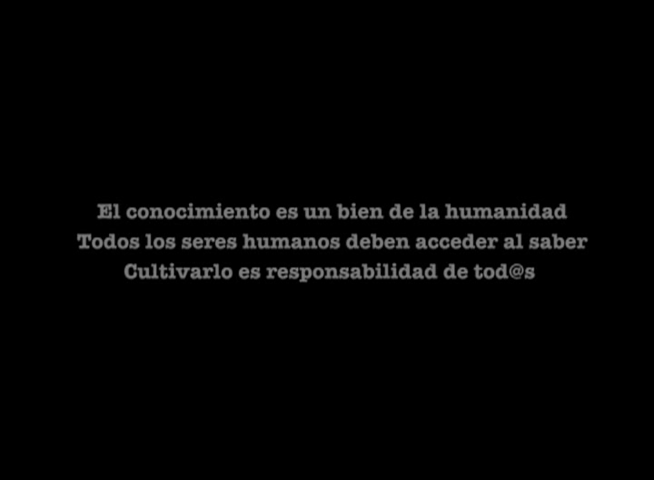 El conocimiento es un bien de la humanidad
Todos los seres humanos deben acceder al saber
Cultivarlo es responsabilidad de tod@s